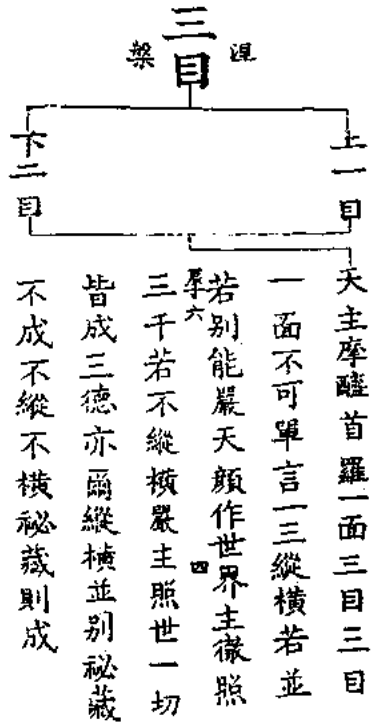 三目
涅槃
上一目
下二目
天主摩醯首羅一面三目三目
一面不可單言一三縱橫若並
若別能嚴天顏作世界主徹照
三千若不縱橫嚴主照世一切
皆成三德亦爾縱橫並別祕藏
不成不縱不橫祕藏則成
四